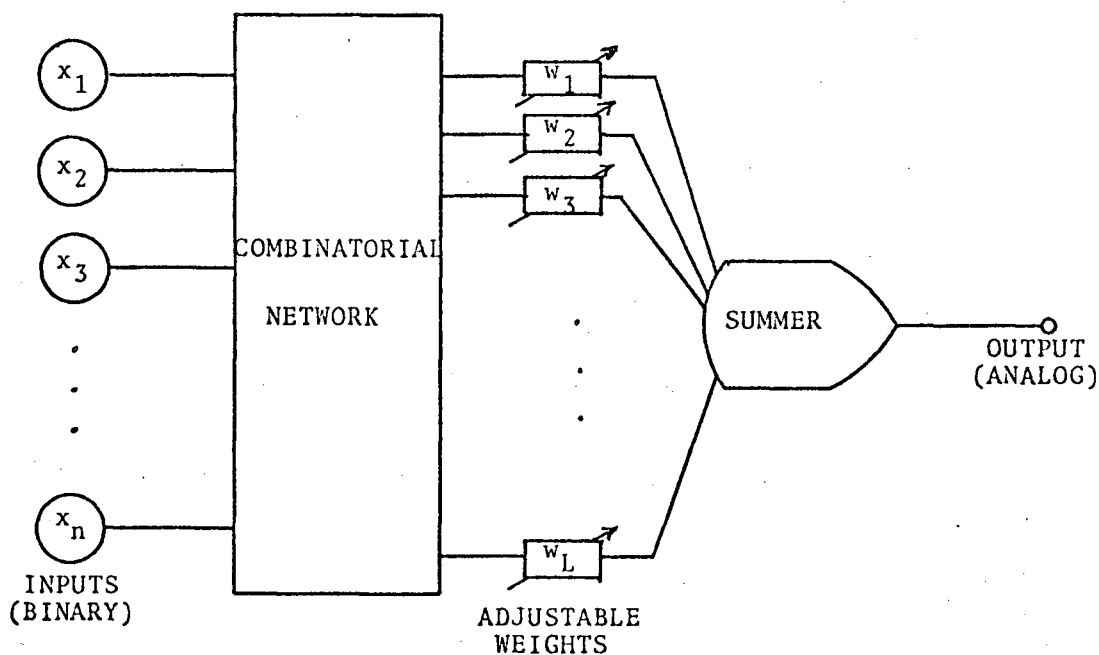 x1
x2
x3
xn
INPUTS
(BINARY)
COMBINATORIAL
NETWORK
w1
w2
w3
wL
ADJUSTABLE
WEIGHTS
SUMMER
OUTPUT
(ANALOG)